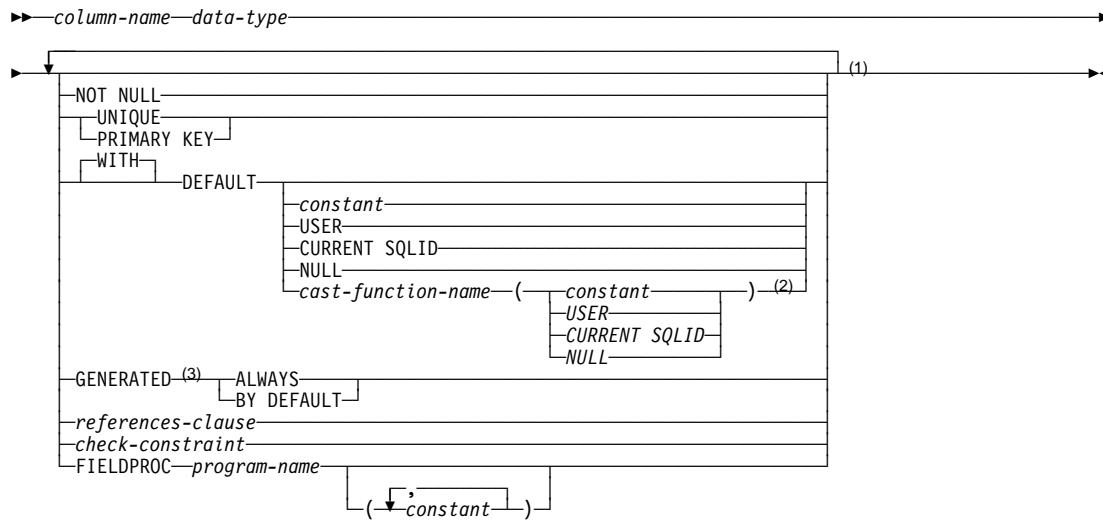 column-name data-type
(1)
NOT NULL
UNIQUE
PRIMARY KEY
WITH
DEFAULT
constant
USER
CURRENT SQLID
NULL
cast-function-name ( constant ) (2)
USER
CURRENT SQLID
NULL
GENERATED (3) ALWAYS
BY DEFAULT
references-clause
check-constraint
FIELDPROC program-name
,
( constant )